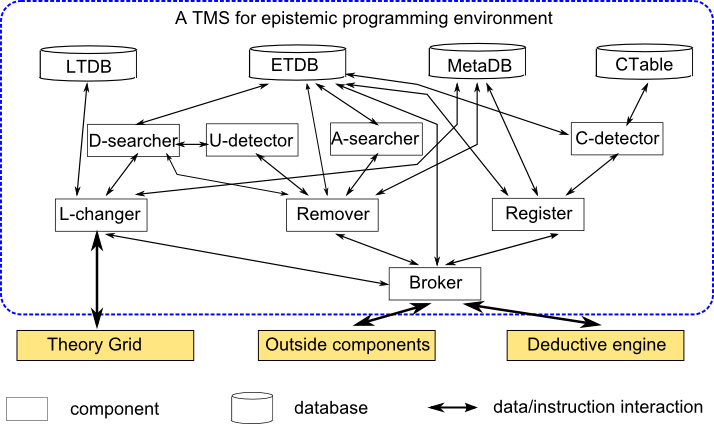 A TMS for epistemic programming environment
LTDB
ETDB
MetaDB
CTable
D-searcher
U-detector
A-searcher
C-detector
L-changer
Remover
Register
Broker
Theory Grid
Outside components
Deductive engine
component
database
data/instruction interaction